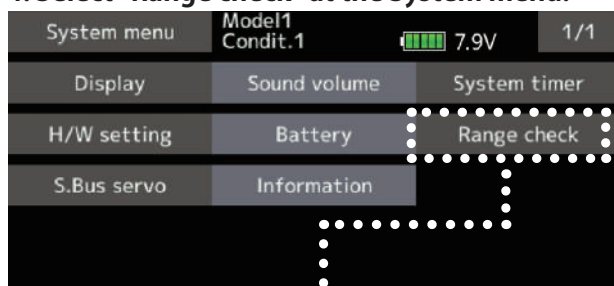 1. Select "Range check" at the System menu.
System menu Model1 Condit.1 7.9V 1/1
Display Sound volume System timer
H/W setting Battery Range check
S.Bus servo Information